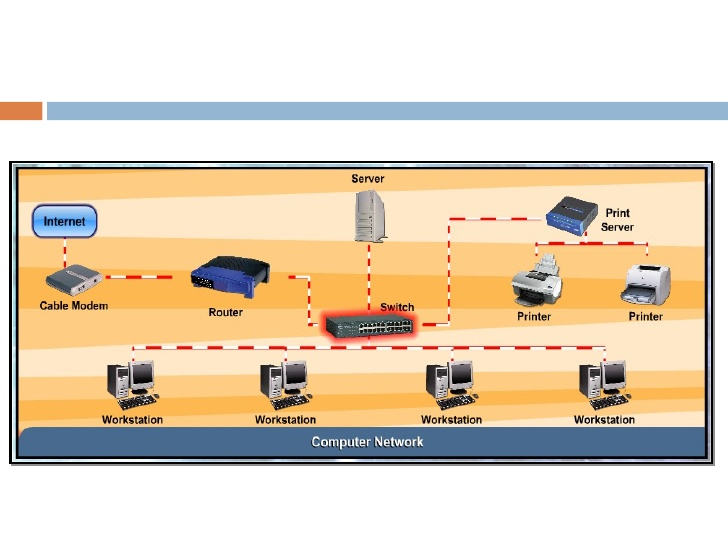 Server
Internet
Print
Server
Cable Modem
Router
Switch
Printer
Printer
Workstation
Workstation
Workstation
Workstation
Computer Network